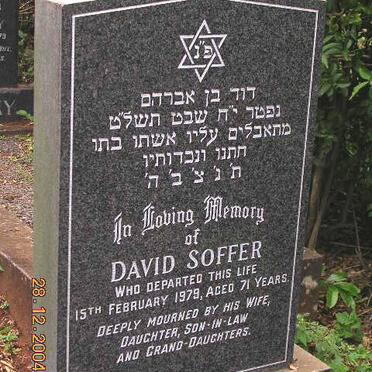 פ"נ
דוד בן אברהם
נפטר י"ח שבט תשל"ט
מתאבלים עליו אשתו בתו
חתנו ונכדותיו
ת' נ' צ' ב' ה'
In Loving Memory
of
DAVID SOFFER
WHO DEPARTED THIS LIFE
15TH FEBRUARY 1979, AGED 71 YEARS.
DEEPLY MOURNED BY HIS WIFE,
DAUGHTER, SON-IN-LAW
AND GRAND-DAUGHTERS.
28.12.2004